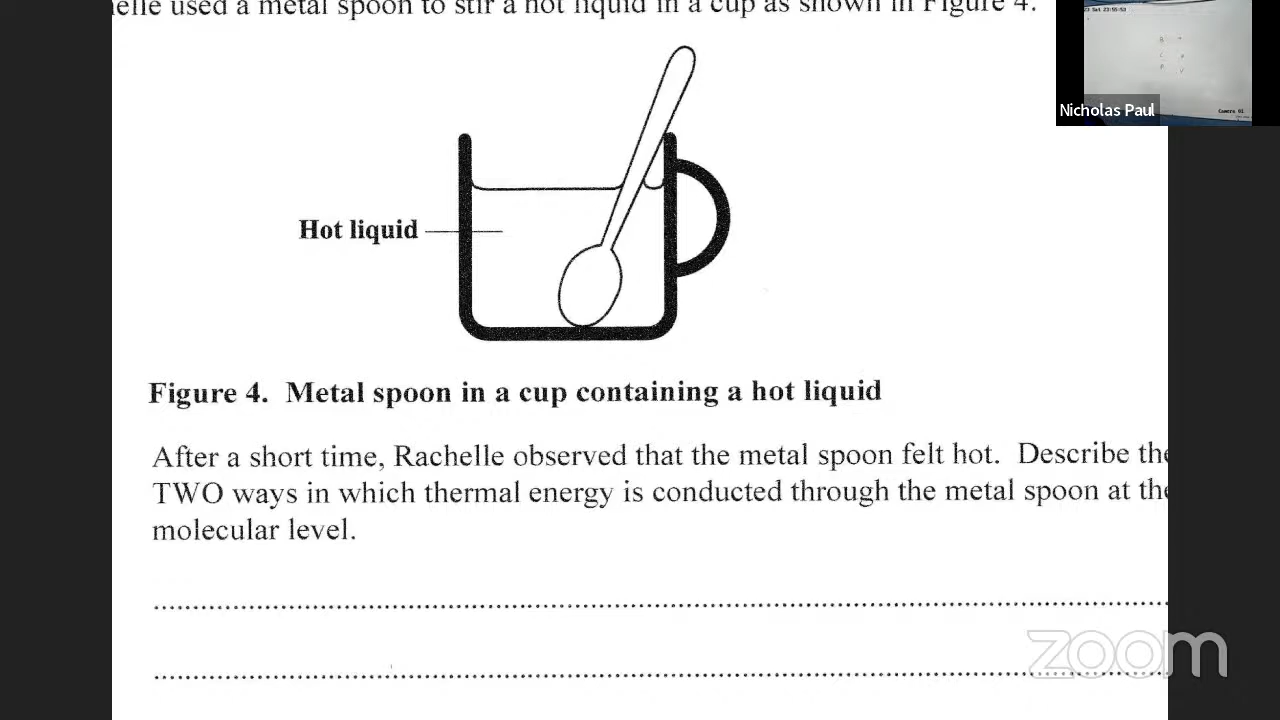 elle used a metal spoon to stir a hot liquid in a cup as shown in Figure 4.
Nicholas Paul
Hot liquid
Figure 4. Metal spoon in a cup containing a hot liquid
After a short time, Rachelle observed that the metal spoon felt hot. Describe the
TWO ways in which thermal energy is conducted through the metal spoon at the
molecular level.
zoom